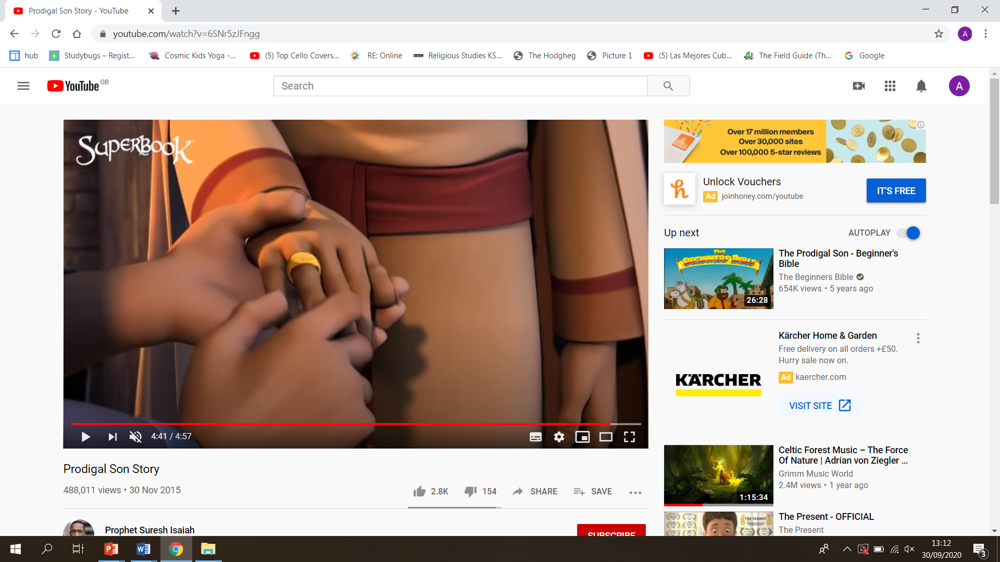 Prodigal Son Story - YouTube
youtube.com/watch?v=6SNr5zJFngg
A
hub
Studybugs – Regist...
Cosmic Kids Yoga -...
(5) Top Cello Covers...
RE: Online
BBC
Religious Studies KS...
The Hodgheg
Picture 1
(5) Las Mejores Cub...
The Field Guide (Th...
Google
YouTube GB
Search
A
SUPERBOOK
4:41 / 4:57
Prodigal Son Story
488,011 views • 30 Nov 2015
2.8K
154
SHARE
SAVE
Prophet Suresh Isaiah
SUBSCRIBE
Over 17 million members
Over 30,000 sites
Over 100,000 5-star reviews
h
Unlock Vouchers
Ad joinhoney.com/youtube
IT'S FREE
Up next
AUTOPLAY
THE
BEGINNERS BIBLE
26:28
The Prodigal Son - Beginner's
Bible
The Beginners Bible
654K views • 5 years ago
KÄRCHER
Kärcher Home & Garden
Free delivery on all orders +£50.
Hurry sale now on.
Ad kaercher.com
VISIT SITE
1:15:34
Celtic Forest Music – The Force
Of Nature | Adrian von Ziegler ...
Grimm Music World
2.4M views • 1 year ago
THE PRESENT
The Present - OFFICIAL
The Present
13:12
30/09/2020
3